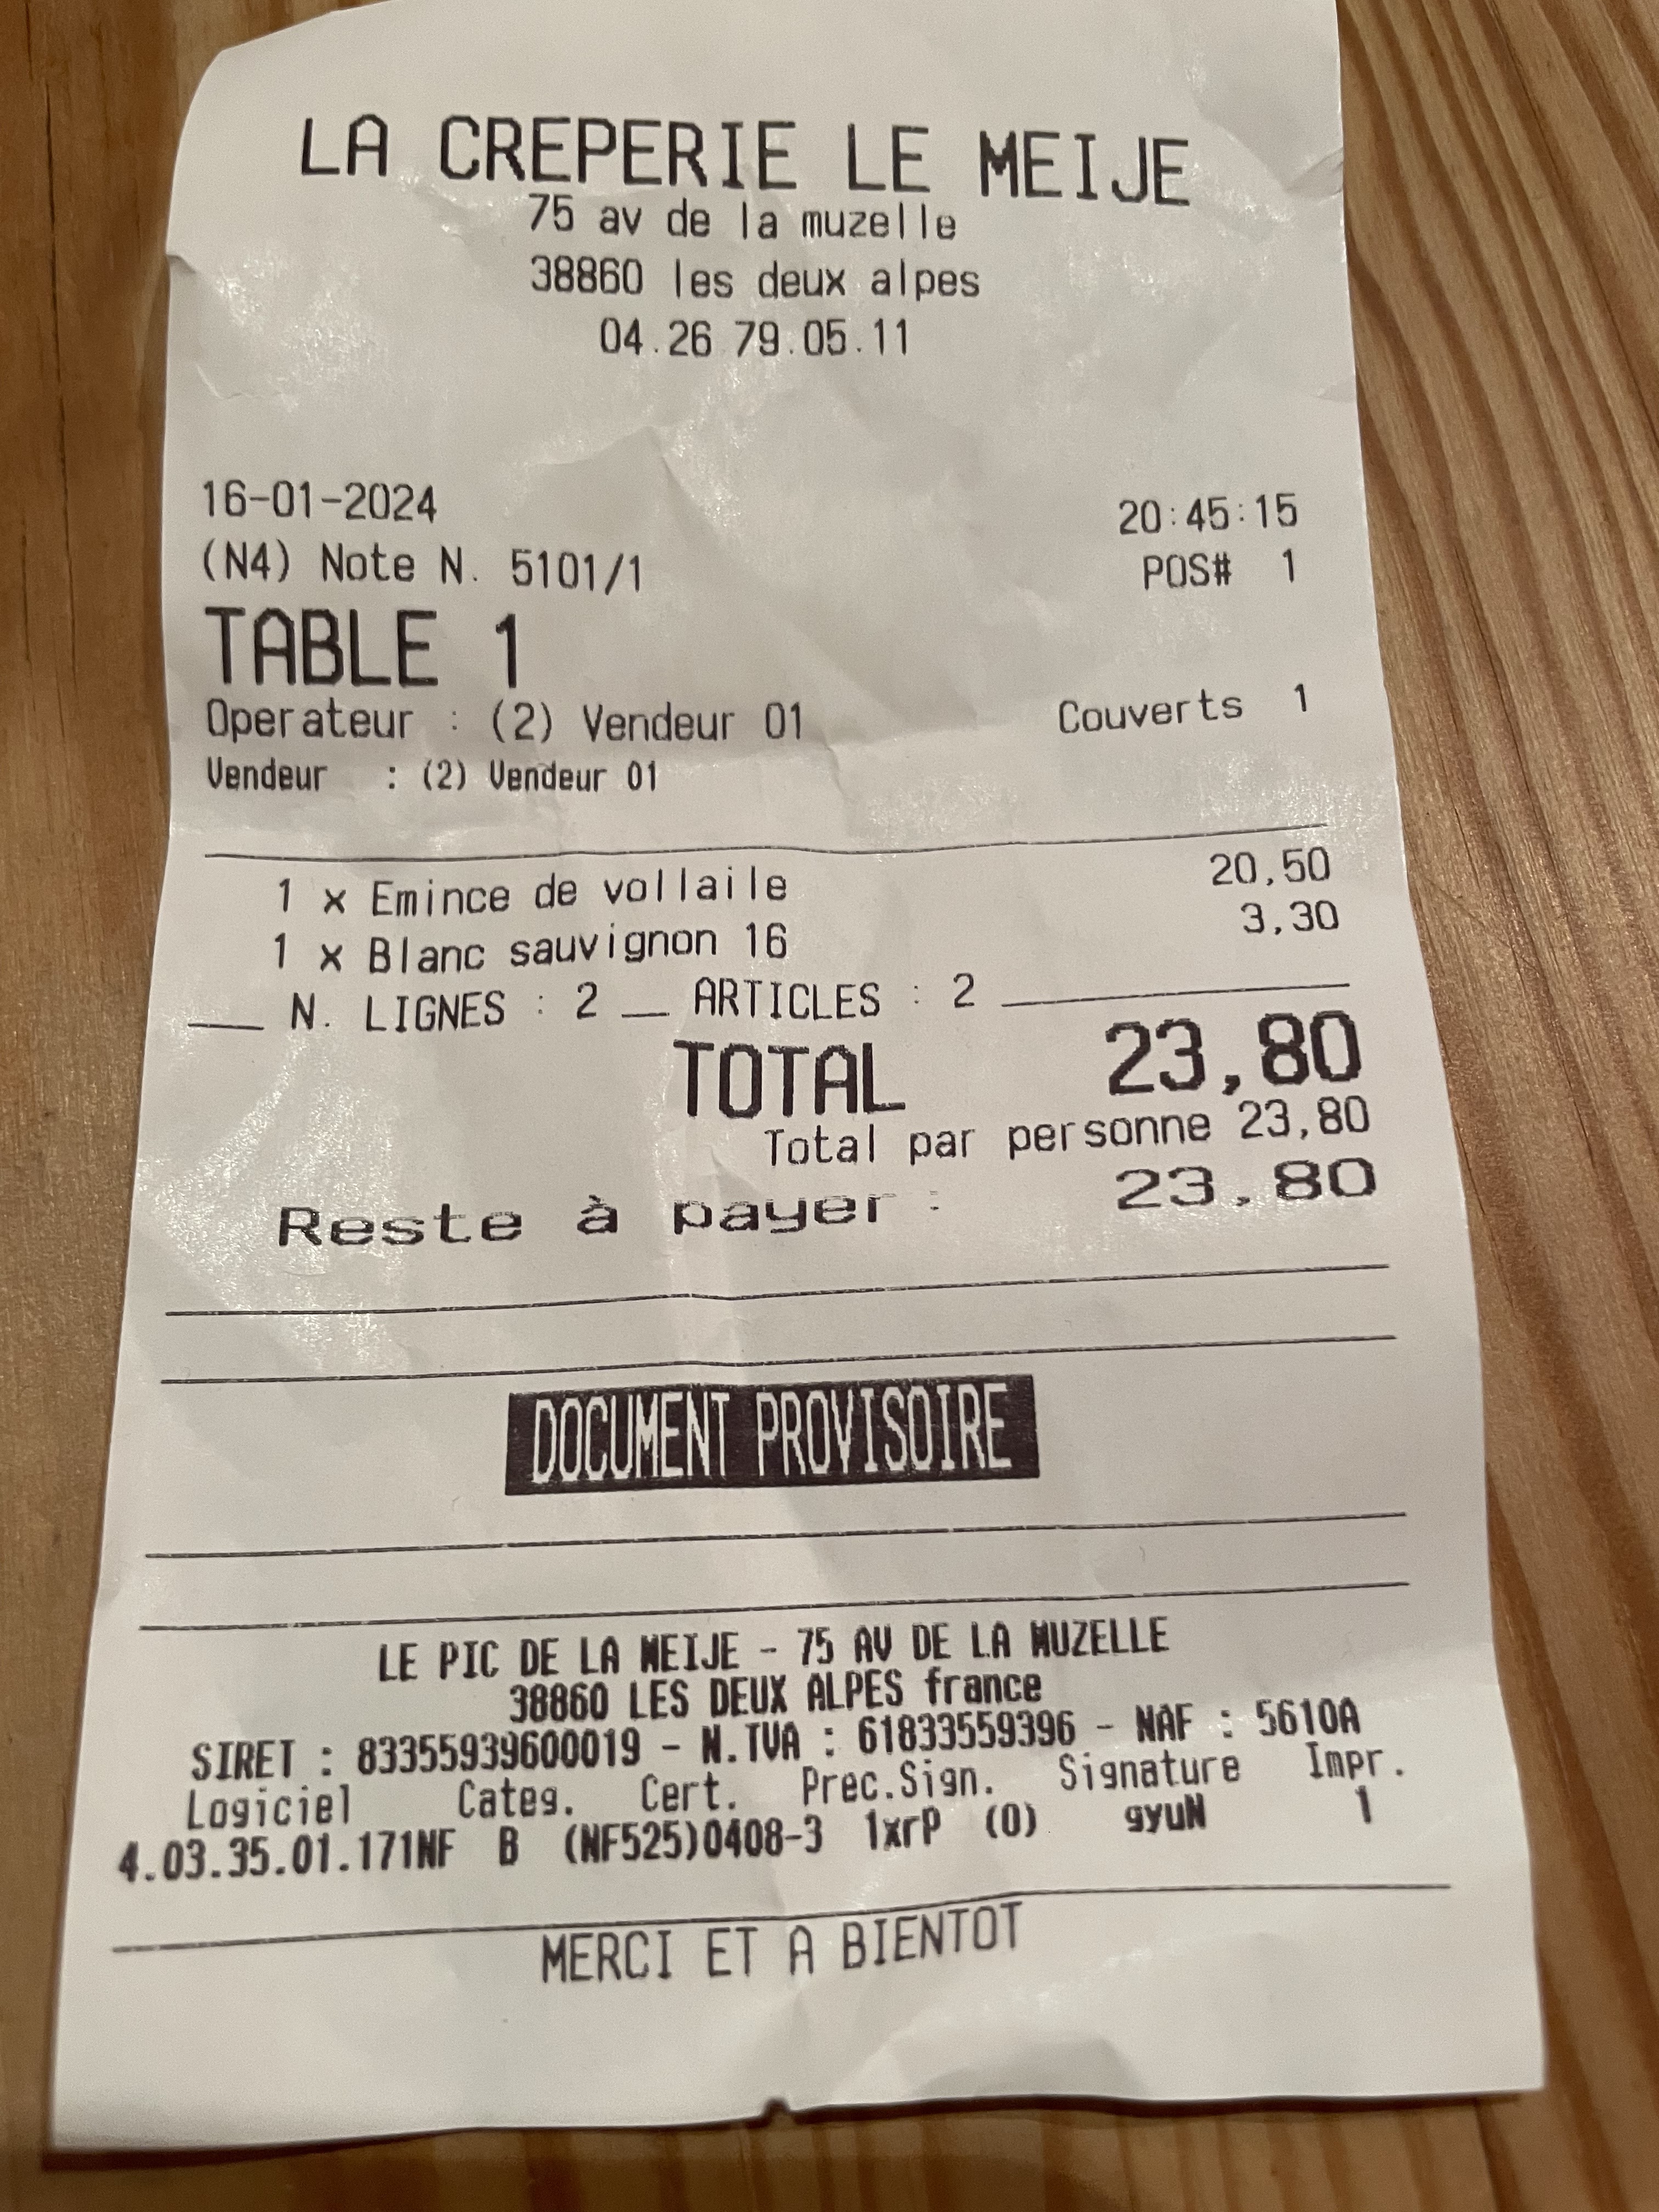 LA CREPERIE LE MEIJE
75 av de la muzelle
38860 les deux alpes
04.26 79.05.11
16-01-2024 20:45:15
(N4) Note N. 5101/1 POS# 1
TABLE 1
Operateur : (2) Vendeur 01 Couverts 1
Vendeur : (2) Vendeur 01
1 x Emince de vollaile 20,50
1 x Blanc sauvignon 16 3,30
N. LIGNES : 2 ARTICLES : 2
TOTAL 23,80
Total par personne 23,80
Reste à payer : 23,80
DOCUMENT PROVISOIRE
LE PIC DE LA MEIJE - 75 AV DE LA MUZELLE
38860 LES DEUX ALPES france
SIRET : 83355939600019 - N.TVA : 61833559396 - NAF : 5610A
Logiciel Categ. Cert. Prec.Sign. Signature Impr.
4.03.35.01.171NF B (NF525)0408-3 1xrP (0) gyuN 1
MERCI ET A BIENTOT